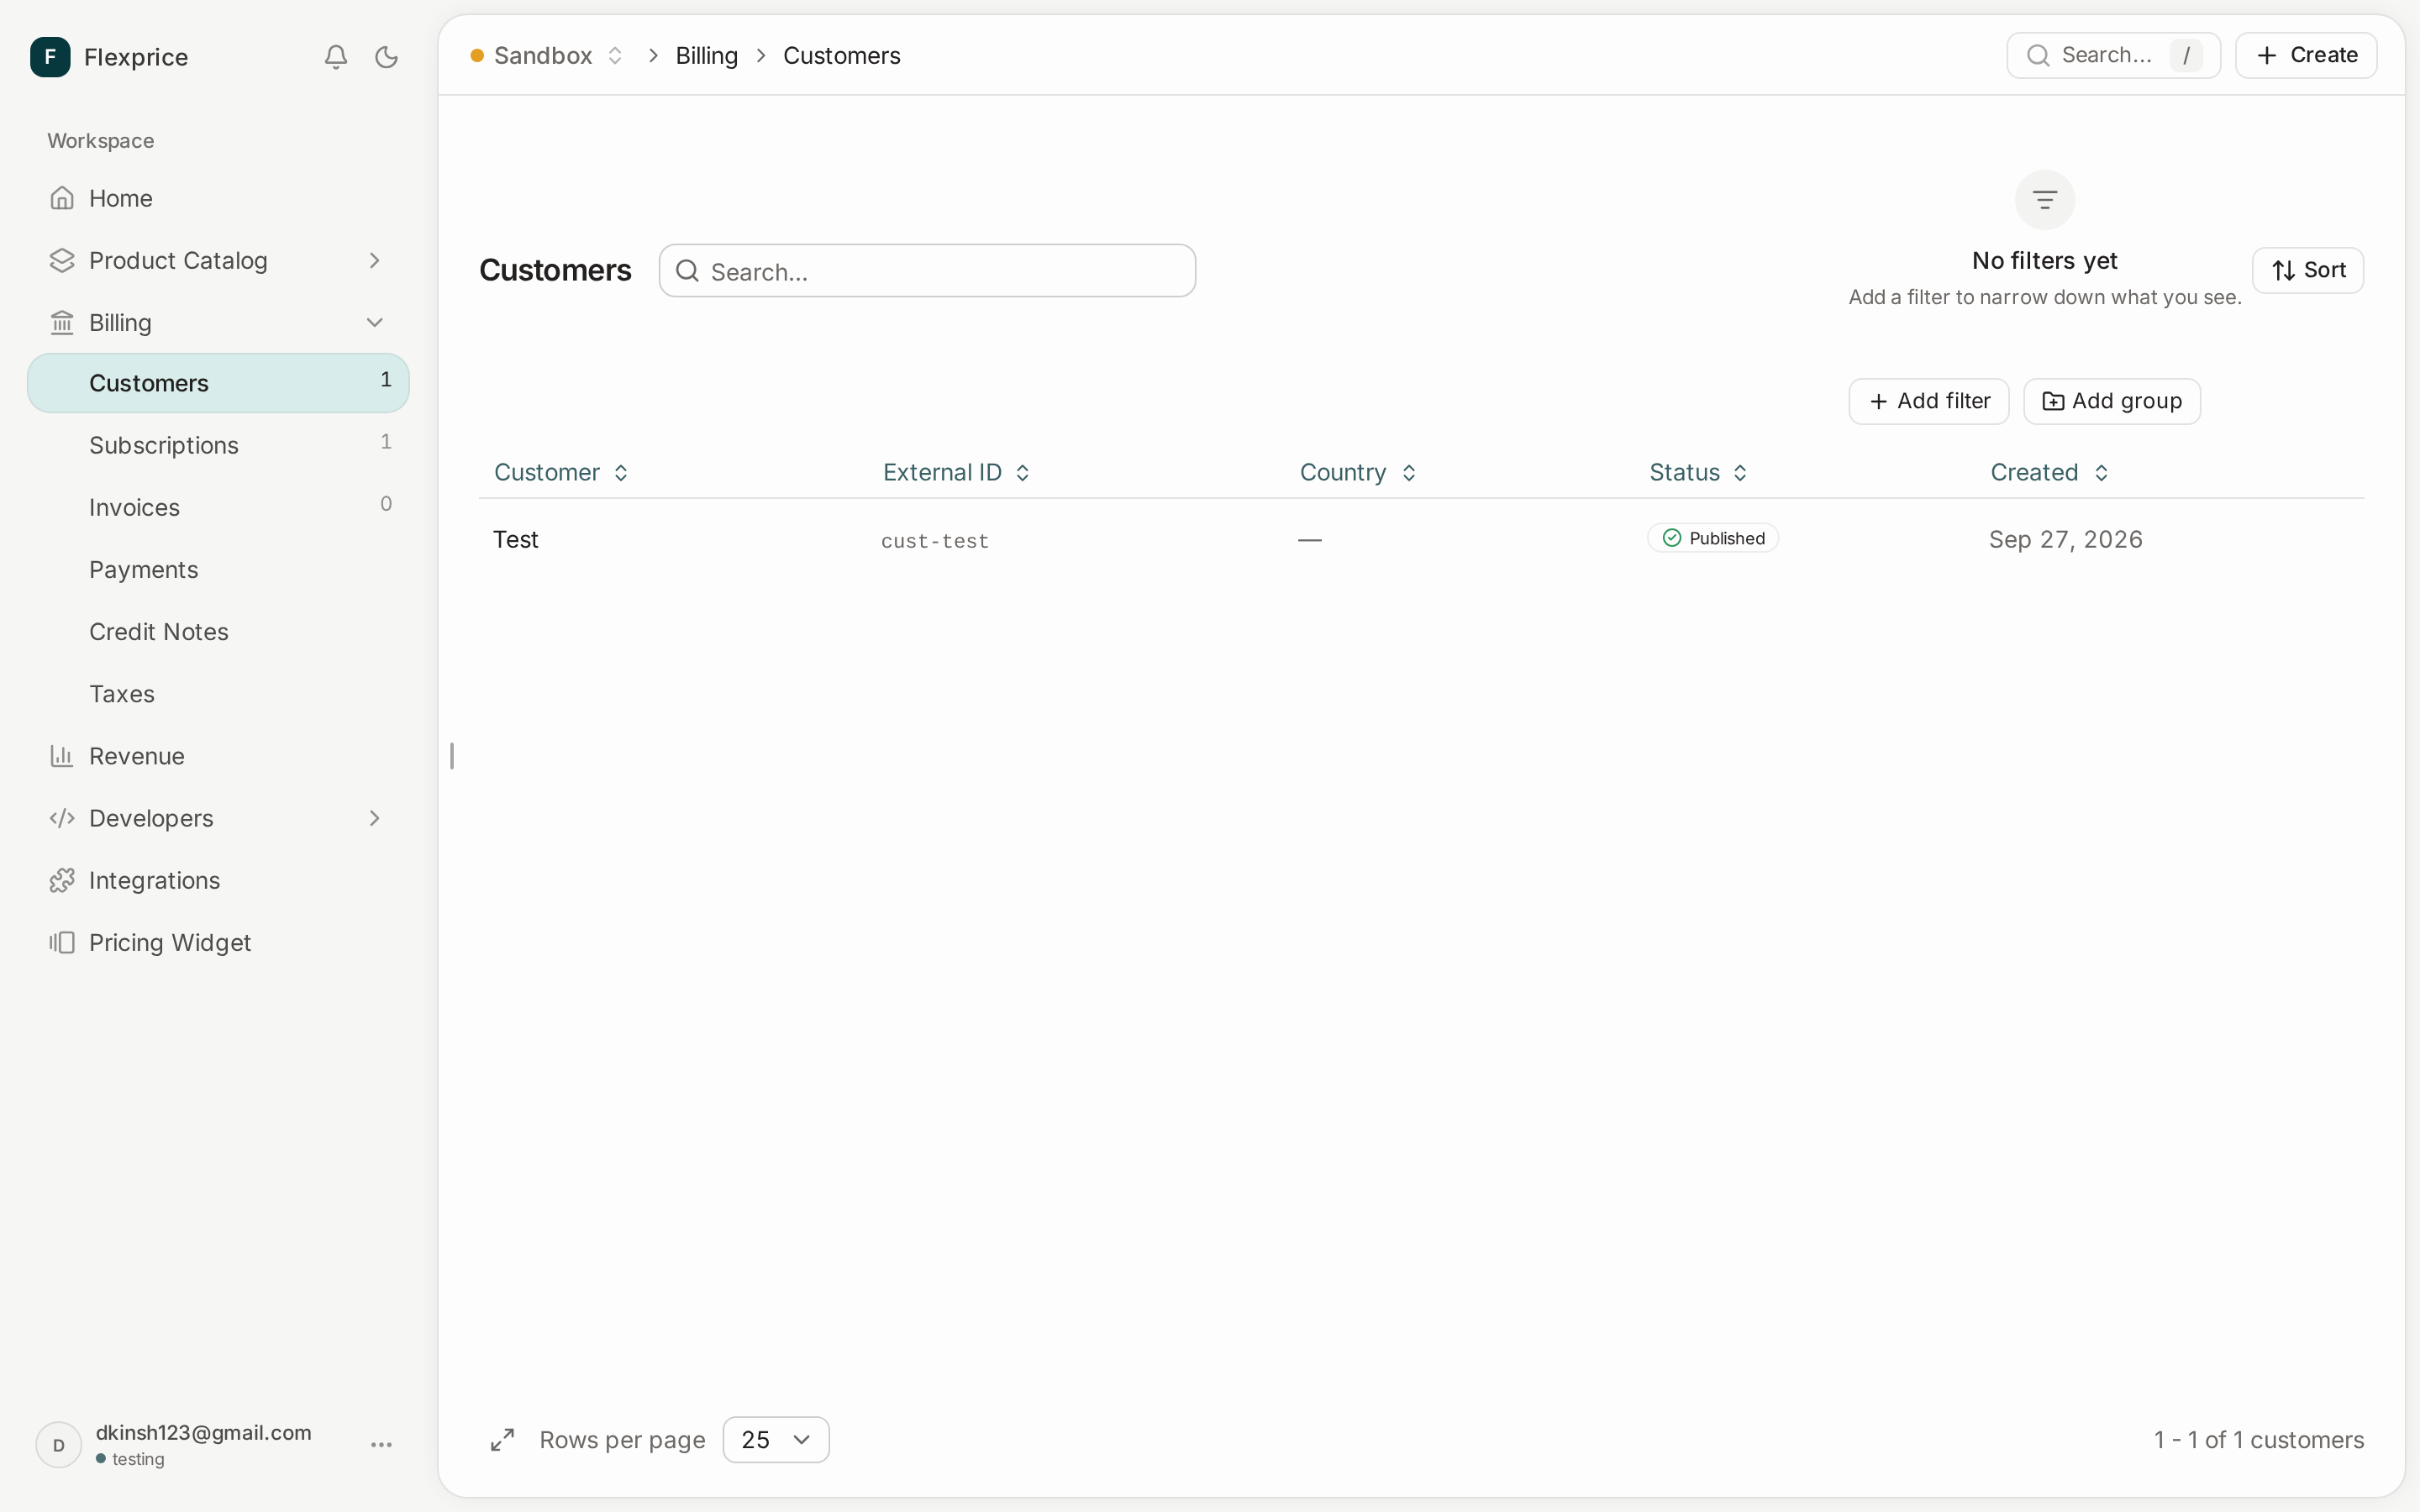 F Flexprice
Workspace
Home
Product Catalog
Billing
Customers 1
Subscriptions 1
Invoices 0
Payments
Credit Notes
Taxes
Revenue
Developers
Integrations
Pricing Widget
D dkinsh123@gmail.com
testing
Sandbox Billing Customers
Search... /
Create
Customers
Search...
No filters yet
Add a filter to narrow down what you see.
Sort
Add filter
Add group
Customer External ID Country Status Created
Test cust-test — Published Sep 27, 2026
Rows per page 25
1 - 1 of 1 customers